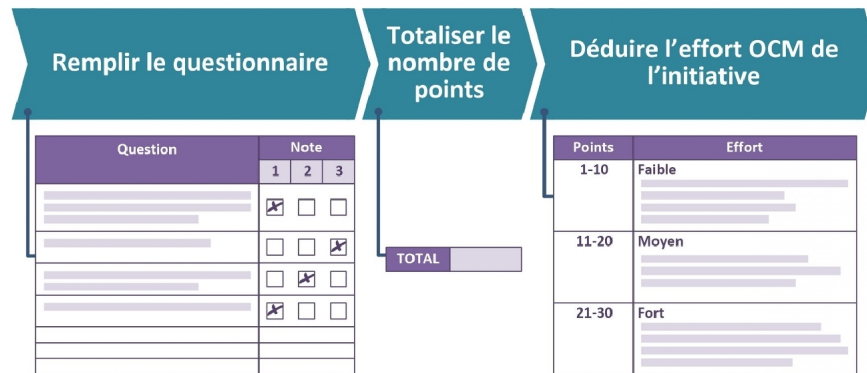 Remplir le questionnaire
Totaliser le
nombre de
points
Déduire l'effort OCM de
l'initiative
Question
Note
1 2 3
TOTAL
Points Effort
1-10 Faible
11-20 Moyen
21-30 Fort